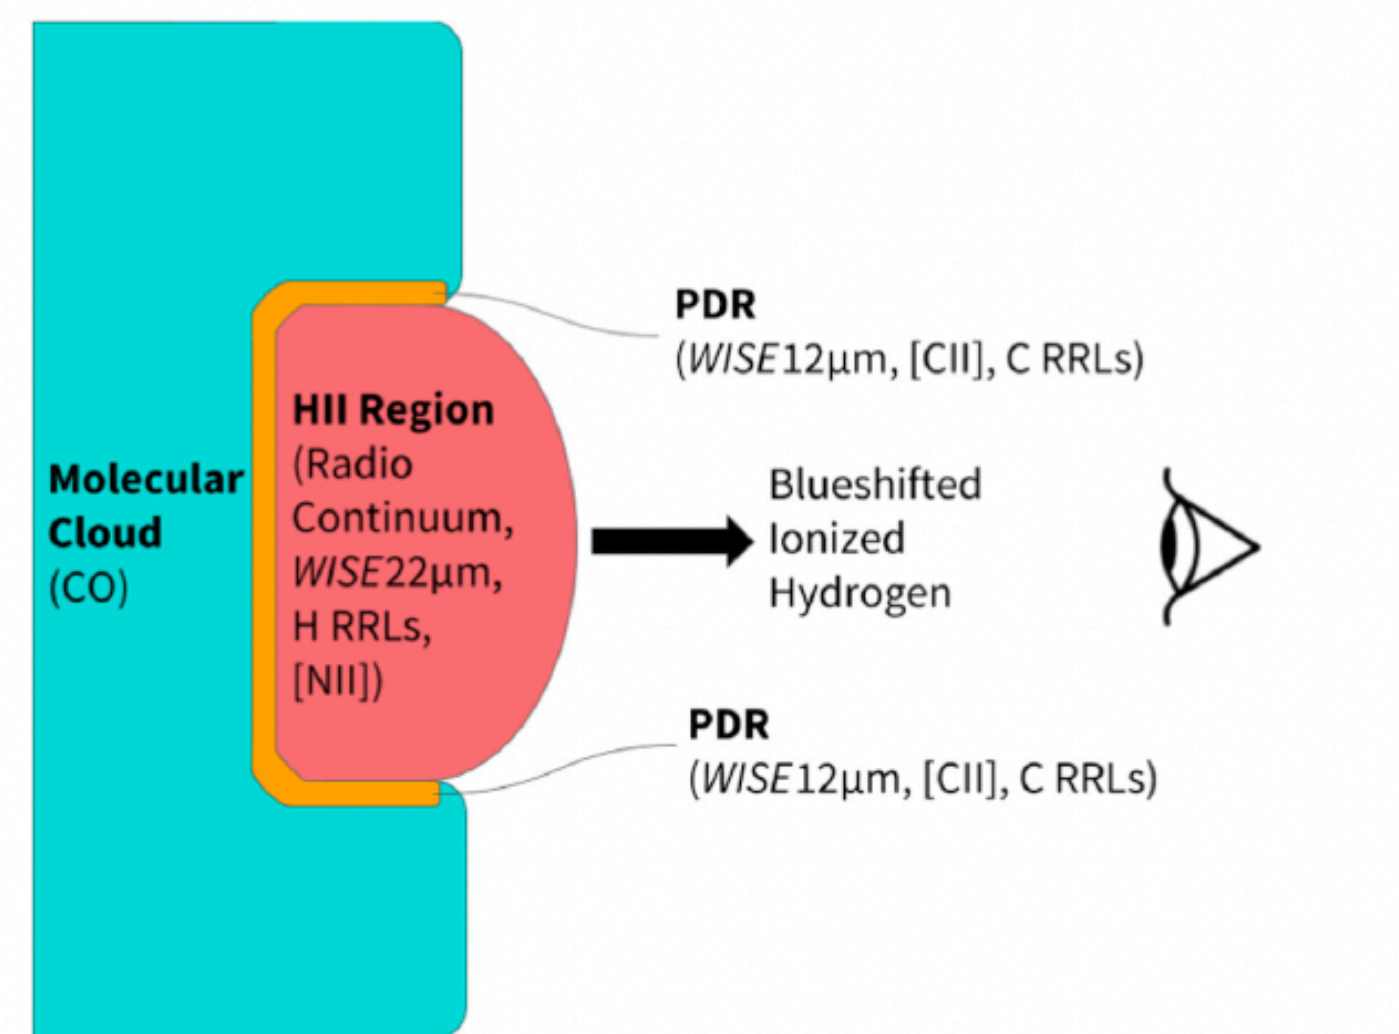 PDR
(WISE12μm, [CII], C RRLs)
HII Region
(Radio
Continuum,
WISE22μm,
H RRLs,
[NII])
Molecular
Cloud
(CO)
Blueshifted
Ionized
Hydrogen
PDR
(WISE12μm, [CII], C RRLs)